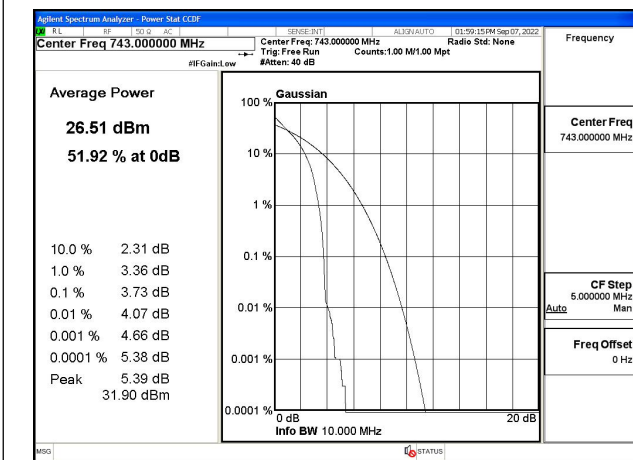 Agilent Spectrum Analyzer - Power Stat CCDF
RL RF 50 Ω AC SENSE:INT ALIGN AUTO 01:59:15 PM Sep 07, 2022
Center Freq 743.000000 MHz
Center Freq: 743.000000 MHz Radio Std: None
Trig: Free Run Counts:1.00 M/1.00 Mpt
#IFGain:Low #Atten: 40 dB
Frequency
Average Power
26.51 dBm
51.92 % at 0dB
10.0 % 2.31 dB
1.0 % 3.36 dB
0.1 % 3.73 dB
0.01 % 4.07 dB
0.001 % 4.66 dB
0.0001 % 5.38 dB
Peak 5.39 dB
31.90 dBm
Gaussian
100 %
10 %
1 %
0.1 %
0.01 %
0.001 %
0.0001 %
0 dB 20 dB
Info BW 10.000 MHz
Center Freq
743.000000 MHz
CF Step
5.000000 MHz
Auto Man
Freq Offset
0 Hz
MSG STATUS